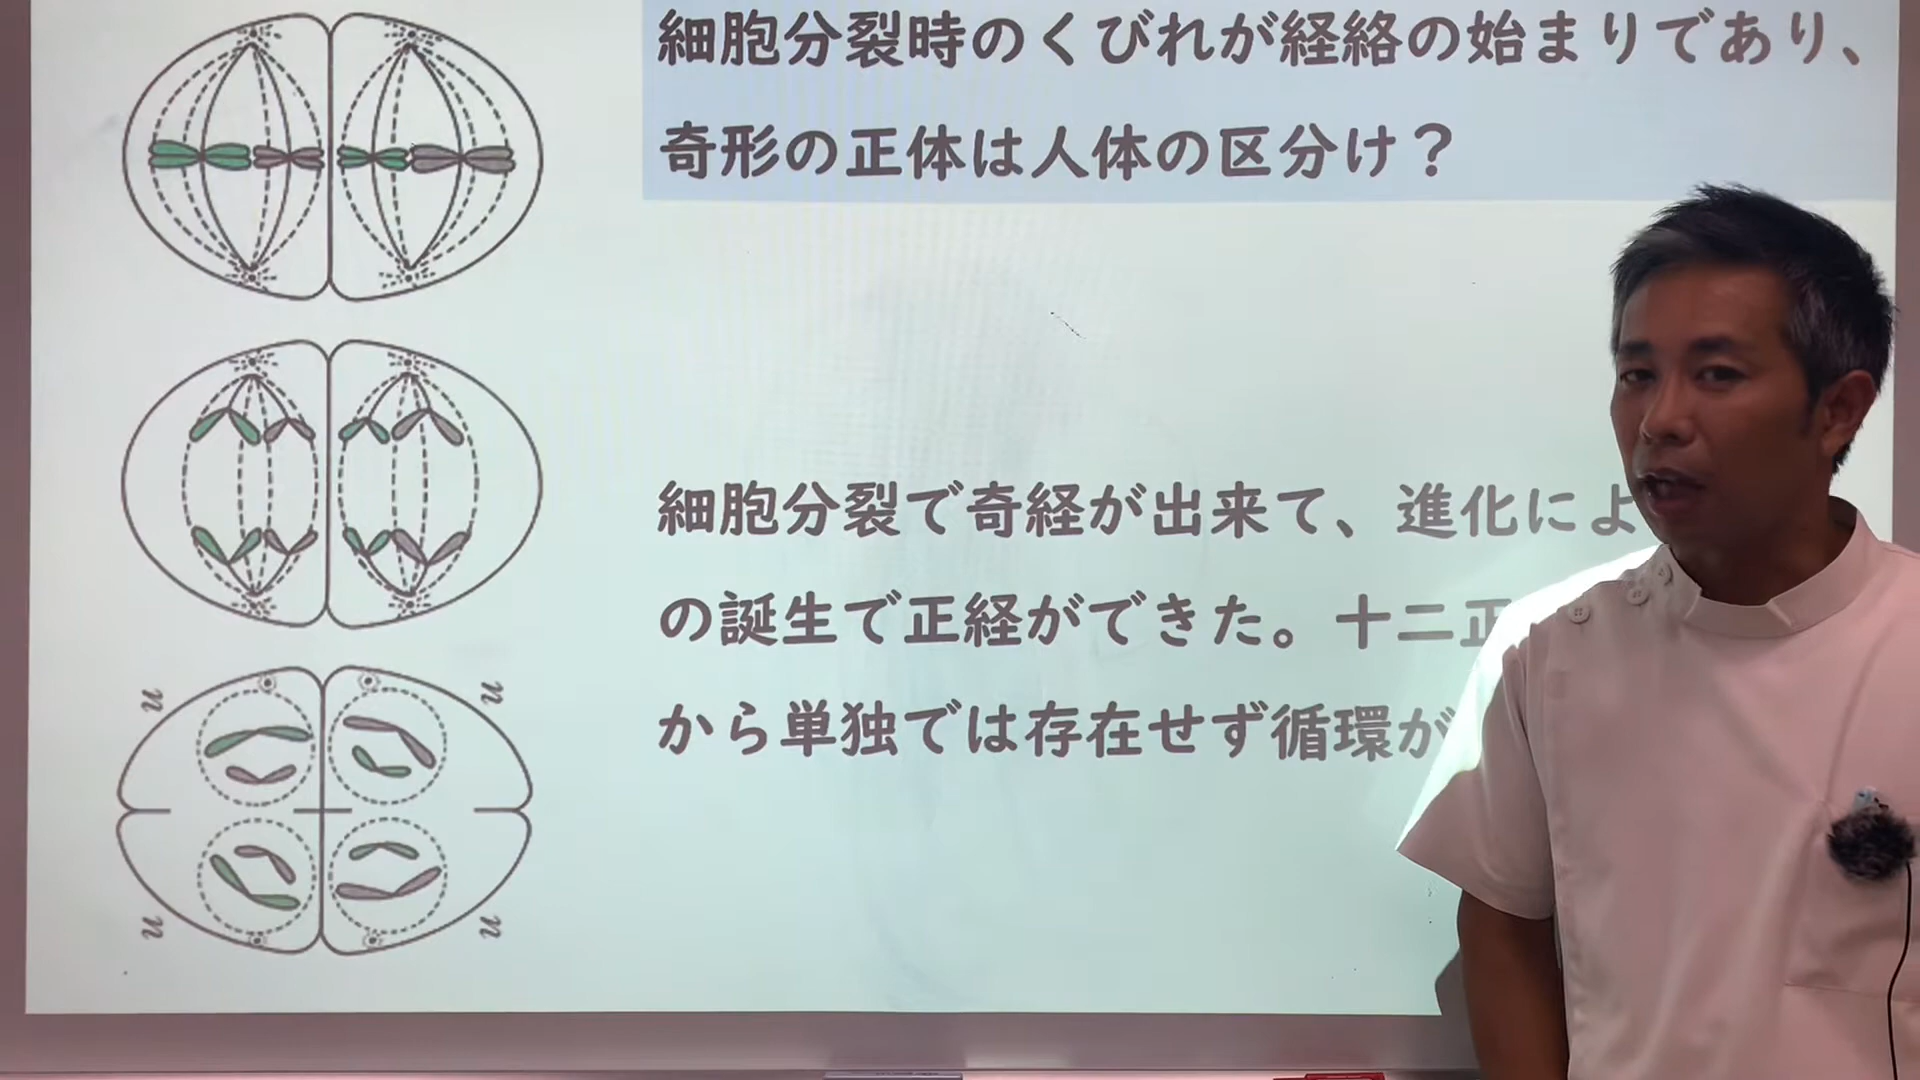 細胞分裂時のくびれが経絡の始まりであり、
奇形の正体は人体の区分け？
細胞分裂で奇経が出来て、進化によ
の誕生で正経ができた。十二正
から単独では存在せず循環が
n
n
n
n